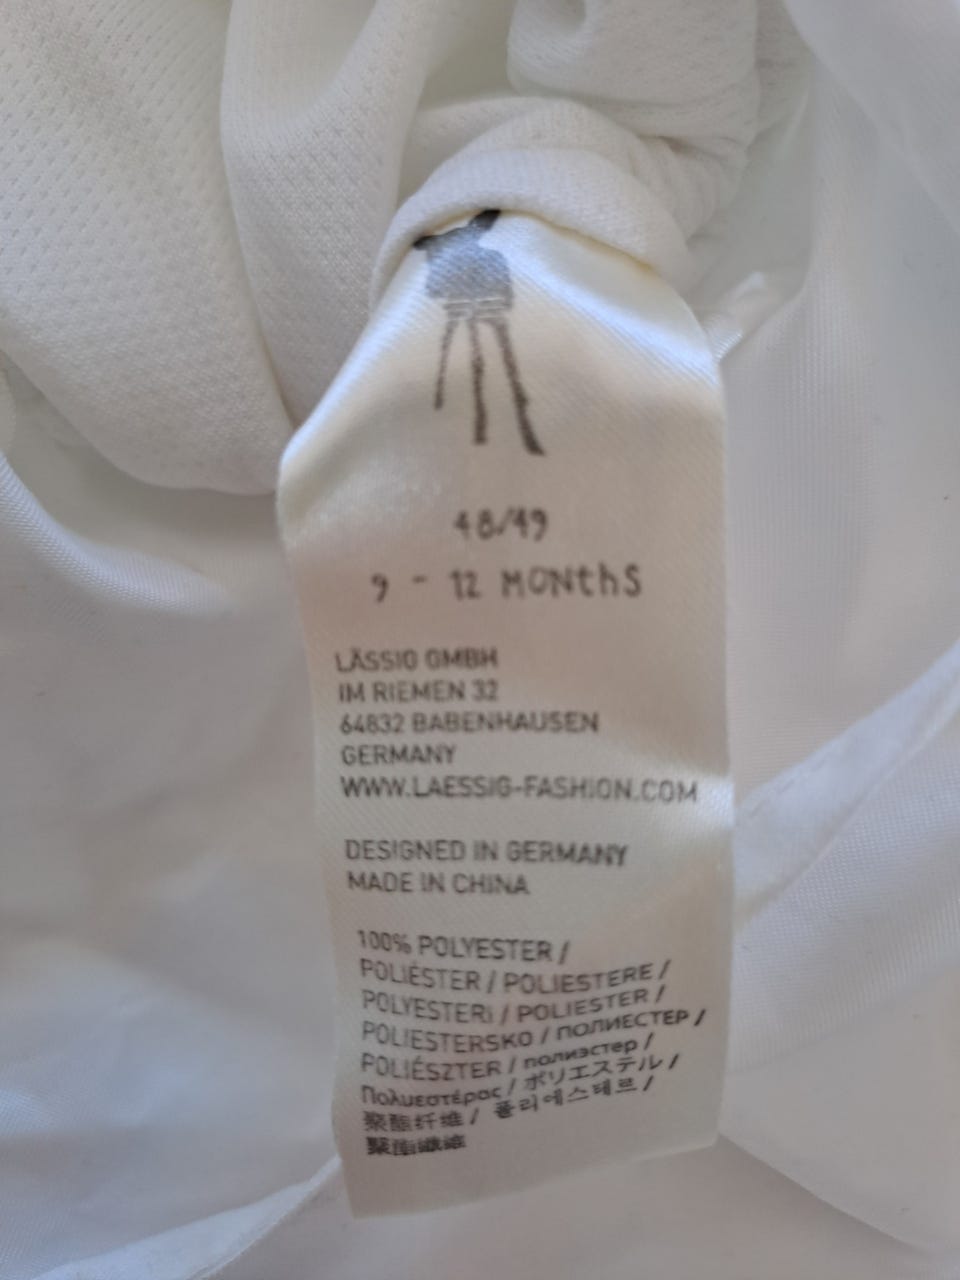 48/49
9 - 12 MONthS
LÄSSIG GMBH
IM RIEMEN 32
64832 BABENHAUSEN
GERMANY
WWW.LAESSIG-FASHION.COM
DESIGNED IN GERMANY
MADE IN CHINA
100% POLYESTER /
POLIÉSTER / POLIESTERE /
POLYESTERi / POLIESTER /
POLIESTERSKO / ПОЛИЕСТЕР /
POLIÉSZTER / полиэстер /
Πολυεστέρας / ポリエステル /
聚酯纤维 / 폴리에스테르 /
聚酯纖維